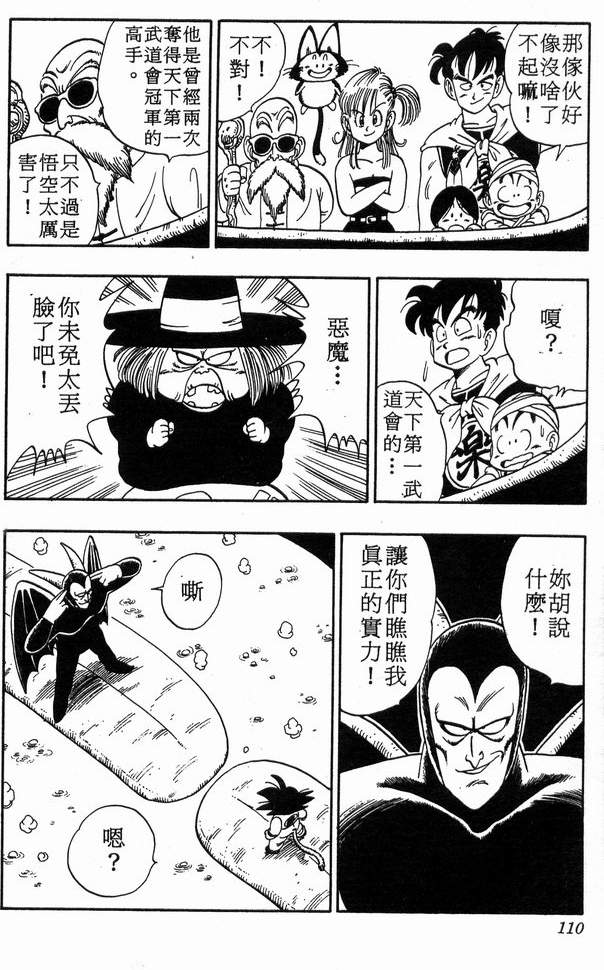 那傢伙好
像沒啥了
不起嘛！
不！
不對！
他是曾經兩次
奪得天下第一
武道會冠軍的
高手。
只不過是
悟空太厲
害了！
嗄？
天下第一武
道會的…
樂
惡魔…
你未免太丟
臉了吧！
妳胡說
什麼！
讓你們瞧瞧我
真正的實力！
嘶
嗯？
110